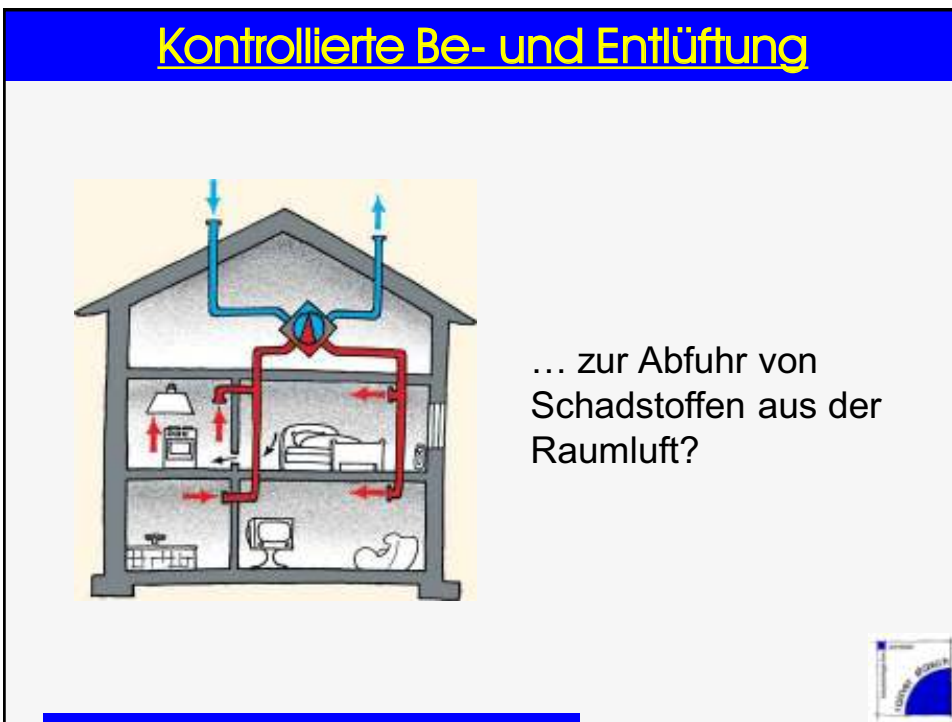 Kontrollierte Be- und Entlüftung
… zur Abfuhr von
Schadstoffen aus der
Raumluft?